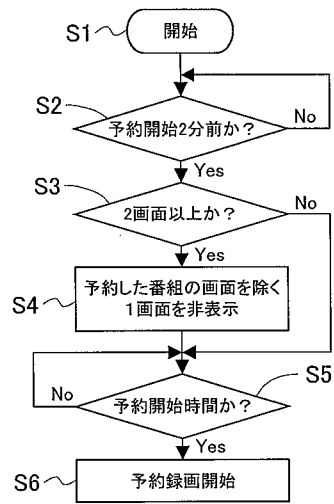 S1
開始
S2
予約開始2分前か?
No
Yes
S3
2画面以上か?
No
Yes
S4
予約した番組の画面を除く
1画面を非表示
S5
予約開始時間か?
No
Yes
S6
予約録画開始